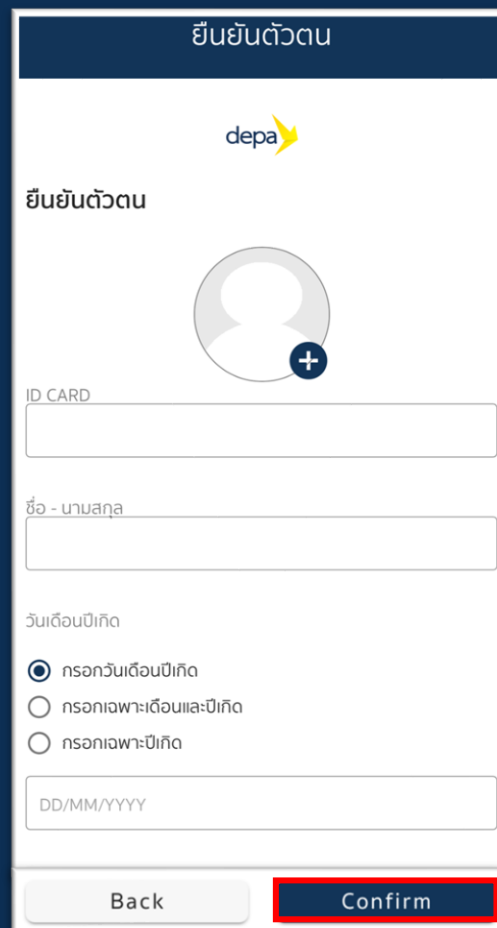 ยืนยันตัวตน
depa
ยืนยันตัวตน
ID CARD
ชื่อ - นามสกุล
วันเดือนปีเกิด
กรอกวันเดือนปีเกิด
กรอกเฉพาะเดือนและปีเกิด
กรอกเฉพาะปีเกิด
DD/MM/YYYY
Back Confirm